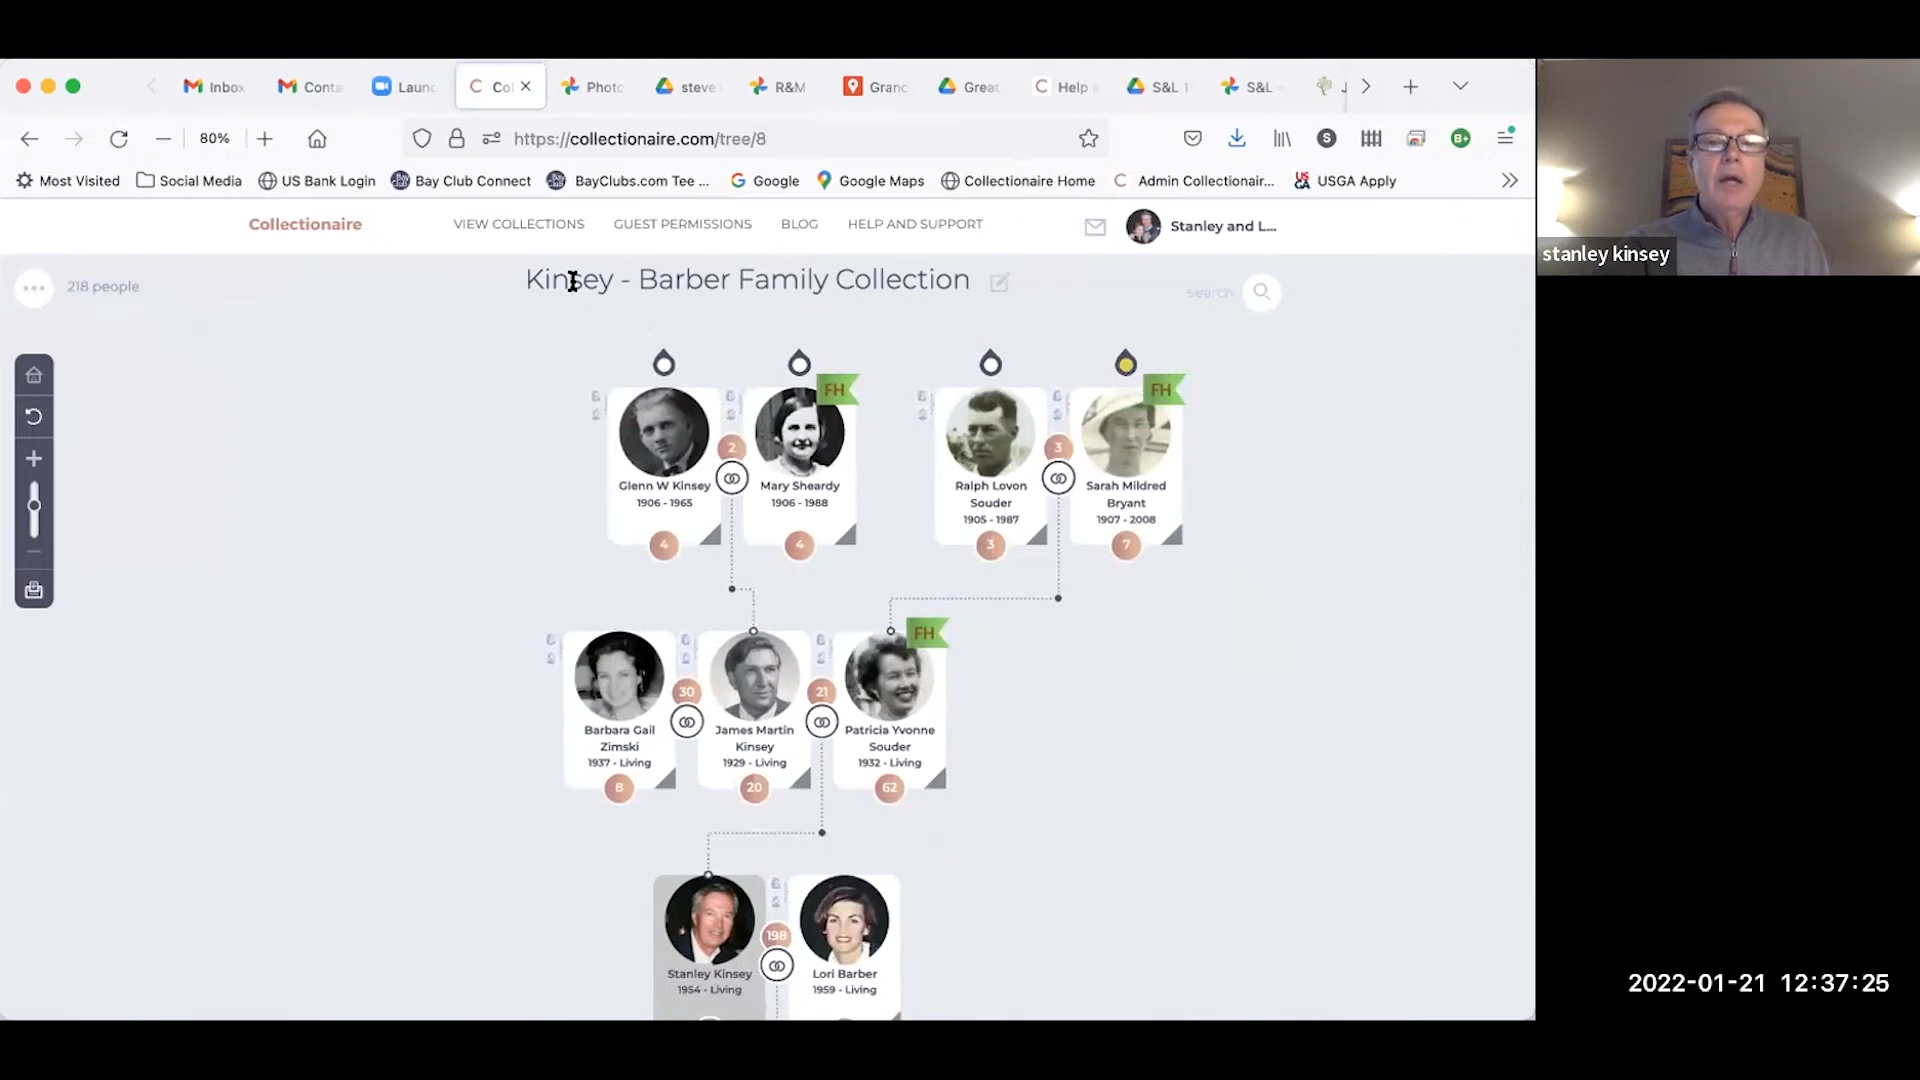 Inbox
Conta
Laun
Col
Photo
steve
R&M
Grand
Great
Help
S&L 1
S&L -
J
80%
https://collectionaire.com/tree/8
S
B+
Most Visited
Social Media
US Bank Login
Bay Club Connect
BayClubs.com Tee ...
Google
Google Maps
Collectionaire Home
Admin Collectionair...
USGA Apply
Collectionaire
VIEW COLLECTIONS
GUEST PERMISSIONS
BLOG
HELP AND SUPPORT
Stanley and L...
stanley kinsey
218 people
Kinsey - Barber Family Collection
Search
FH
FH
2
3
Glenn W Kinsey
1906 - 1965
Mary Sheardy
1906 - 1988
Ralph Lovon
Souder
1905 - 1987
Sarah Mildred
Bryant
1907 - 2008
4
4
3
7
FH
30
21
Barbara Gail
Zimski
1937 - Living
James Martin
Kinsey
1929 - Living
Patricia Yvonne
Souder
1932 - Living
8
20
62
198
Stanley Kinsey
1954 - Living
Lori Barber
1959 - Living
2022-01-21 12:37:25